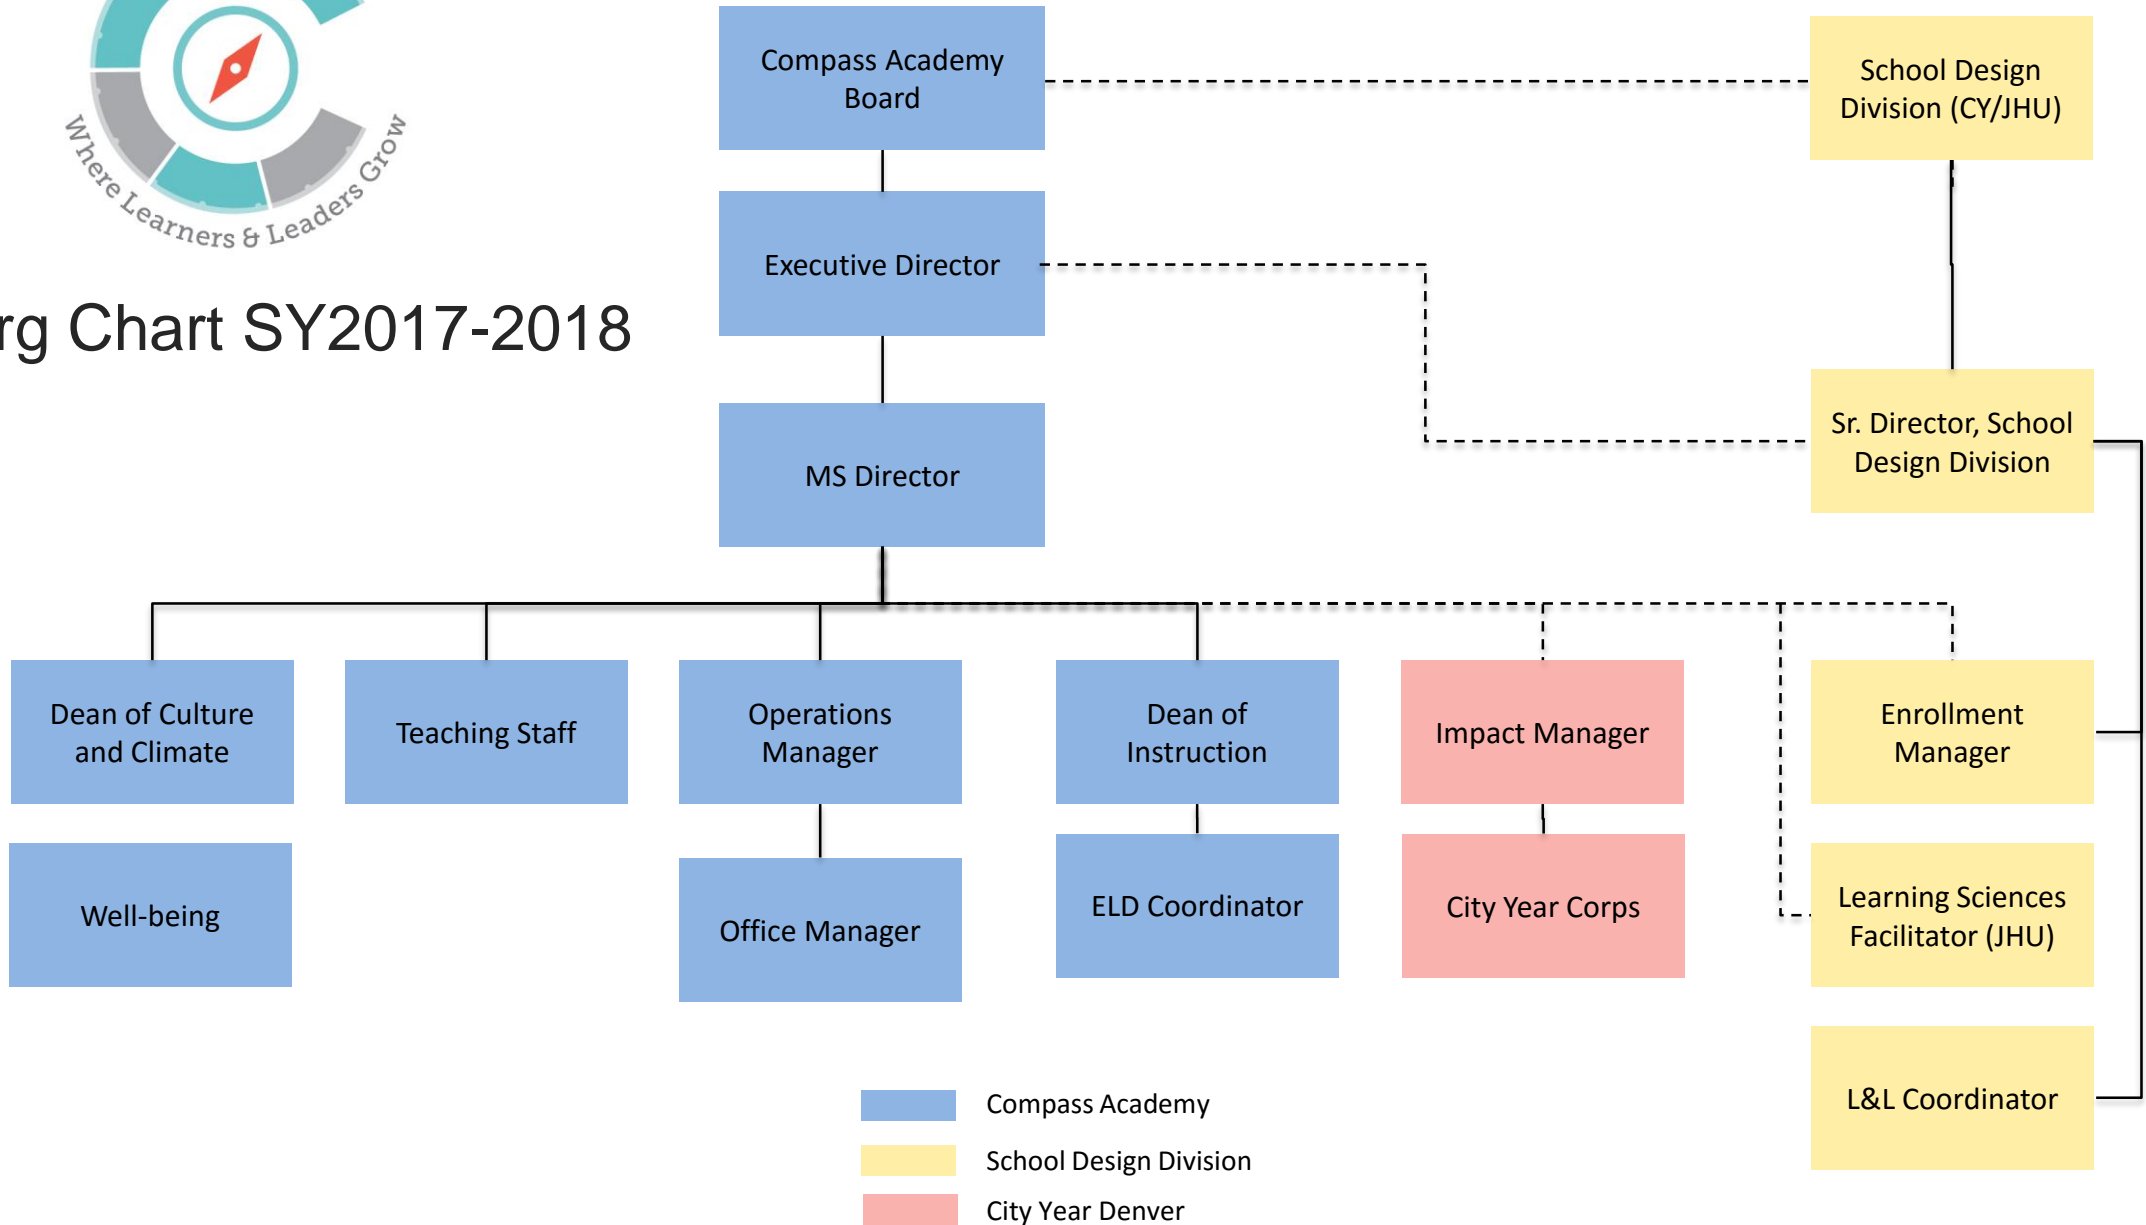 Where Learners & Leaders Grow
rg Chart SY2017-2018
Compass Academy
Board
School Design
Division (CY/JHU)
Executive Director
Sr. Director, School
Design Division
MS Director
Dean of Culture
and Climate
Teaching Staff
Operations
Manager
Dean of
Instruction
Impact Manager
Enrollment
Manager
Well-being
Office Manager
ELD Coordinator
City Year Corps
Learning Sciences
Facilitator (JHU)
L&L Coordinator
Compass Academy
School Design Division
City Year Denver